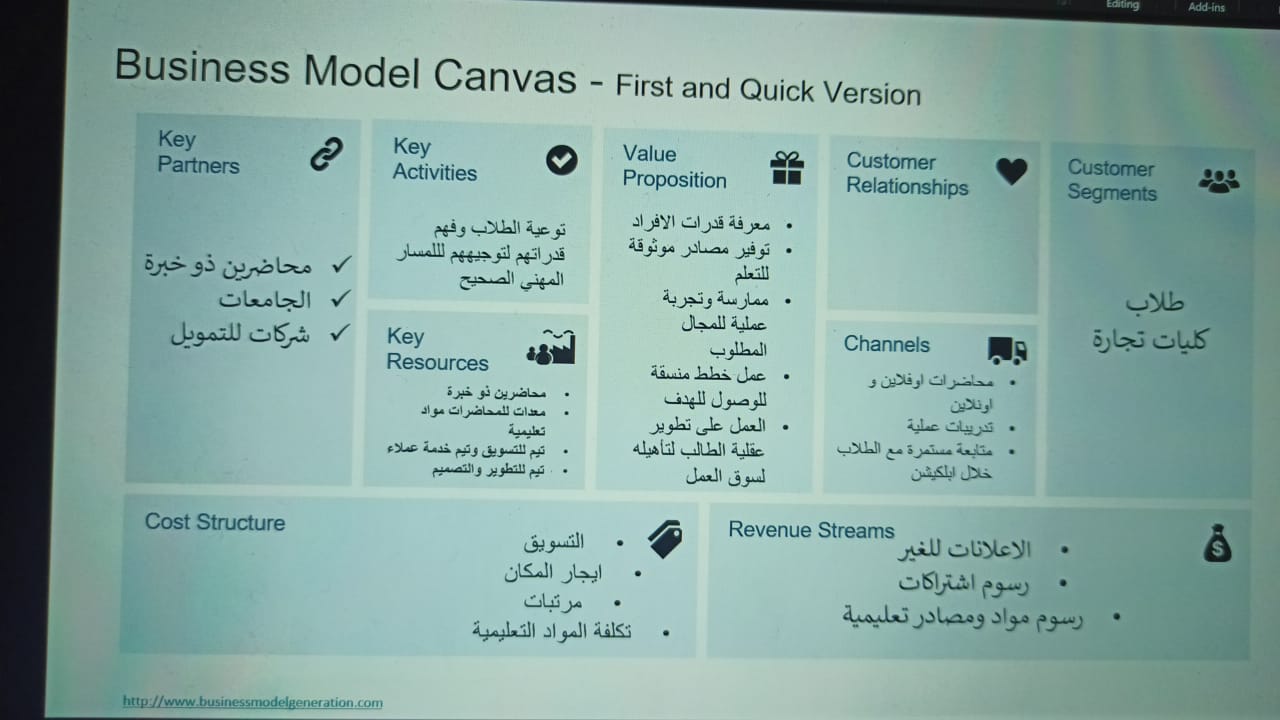 Editing
Add-ins
Business Model Canvas - First and Quick Version
Key
Partners
✓ محاضرين ذو خبرة
✓ الجامعات
✓ شركات للتمويل
Key
Activities
توعية الطلاب وفهم
قدراتهم لتوجيههم لللمسار
المهني الصحيح
Key
Resources
• محاضرين ذو خبرة
• معدات للمحاضرات مواد
تعليمية
• تيم للتسويق وتيم خدمة عملاء
• تيم للتطوير والتصميم
Value
Proposition
• معرفة قدرات الافراد
• توفير مصادر موثوقة
للتعلم
• ممارسة وتجربة
عملية للمجال
المطلوب
• عمل خطط منسقة
للوصول للهدف
• العمل على تطوير
عقلية الطالب لتأهيله
لسوق العمل
Customer
Relationships
Channels
• محاضرات اوفلاين و
اونلاين
• تدريبات عملية
• متابعة مستمرة مع الطلاب
خلال ابلكيشن
Customer
Segments
طلاب
كليات تجارة
Cost Structure
• التسويق
• ايجار المكان
• مرتبات
• تكلفة المواد التعليمية
Revenue Streams
• الاعلانات للغير
• رسوم اشتراكات
• رسوم مواد ومصادر تعليمية
http://www.businessmodelgeneration.com